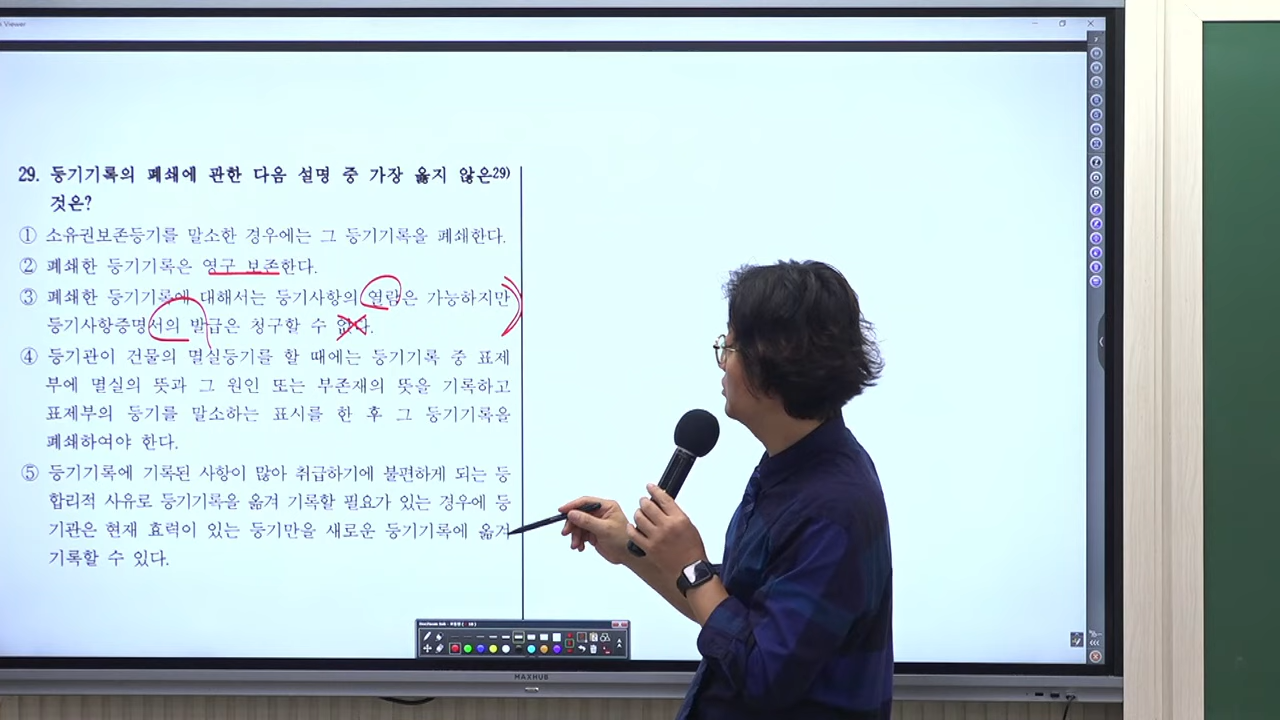 Viewer
29. 등기기록의 폐쇄에 관한 다음 설명 중 가장 옳지 않은29)
것은?
① 소유권보존등기를 말소한 경우에는 그 등기기록을 폐쇄한다.
② 폐쇄한 등기기록은 영구 보존한다.
③ 폐쇄한 등기기록에 대해서는 등기사항의 열람은 가능하지만
등기사항증명서의 발급은 청구할 수 없다.
④ 등기관이 건물의 멸실등기를 할 때에는 등기기록 중 표제
부에 멸실의 뜻과 그 원인 또는 부존재의 뜻을 기록하고
표제부의 등기를 말소하는 표시를 한 후 그 등기기록을
폐쇄하여야 한다.
⑤ 등기기록에 기록된 사항이 많아 취급하기에 불편하게 되는 등
합리적 사유로 등기기록을 옮겨 기록할 필요가 있는 경우에 등
기관은 현재 효력이 있는 등기만을 새로운 등기기록에 옮겨
기록할 수 있다.
MAXHUB